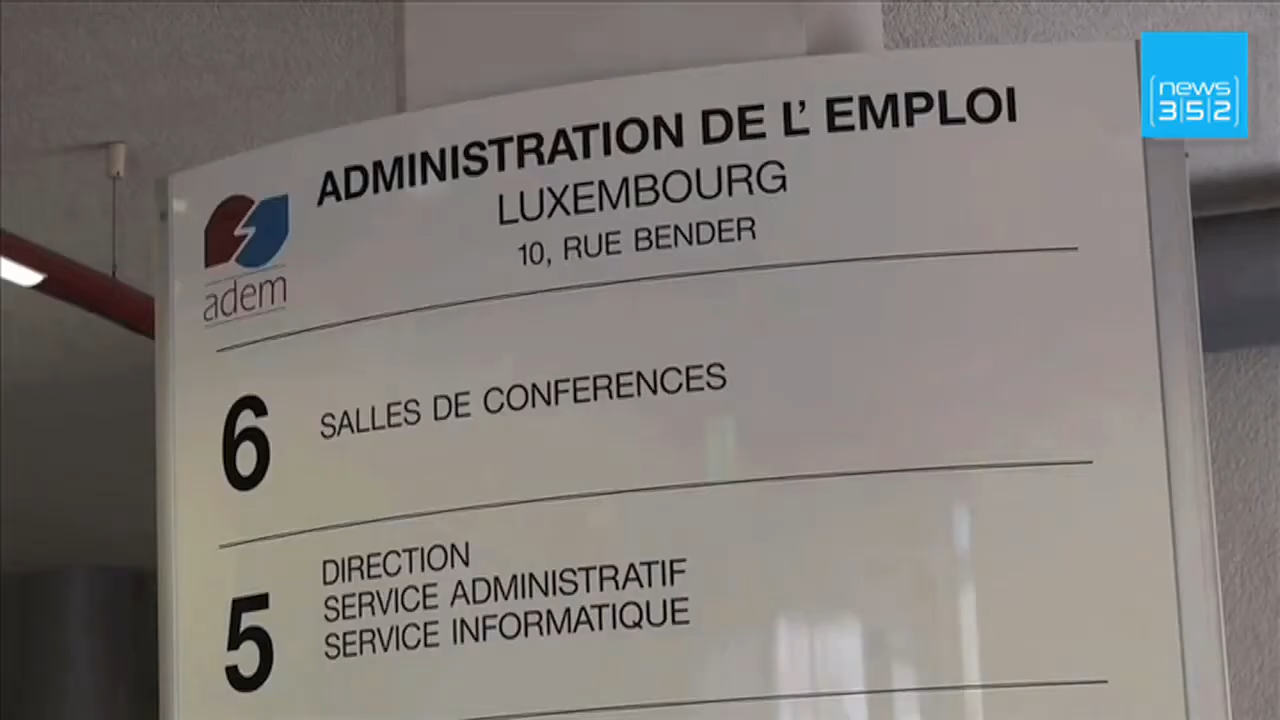 news
352
ADMINISTRATION DE L' EMPLOI
LUXEMBOURG
10, RUE BENDER
adem
6
SALLES DE CONFERENCES
5
DIRECTION
SERVICE ADMINISTRATIF
SERVICE INFORMATIQUE